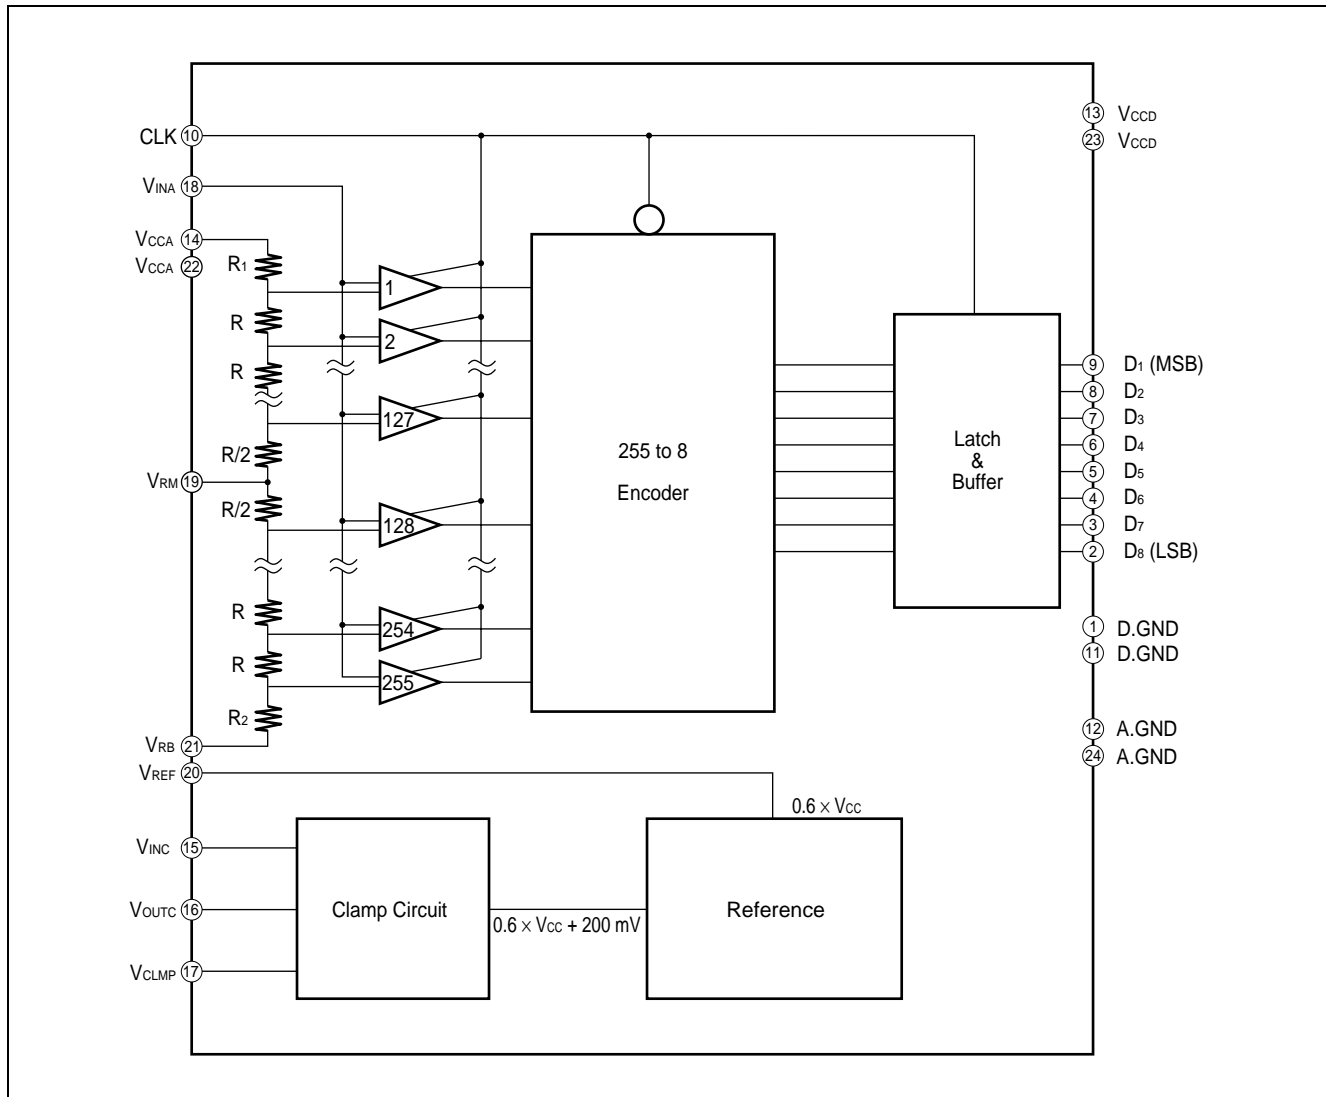 CLK 10
VINA 18
VCCA 14
VCCA 22
R1
R
R
R/2
VRM 19
R/2
R
R
R2
VRB 21
VREF 20
VINC 15
VOUTC 16
VCLMP 17
1
2
127
128
254
255
255 to 8
Encoder
Latch
&
Buffer
13 VCCD
23 VCCD
9 D1 (MSB)
8 D2
7 D3
6 D4
5 D5
4 D6
3 D7
2 D8 (LSB)
1 D.GND
11 D.GND
12 A.GND
24 A.GND
0.6 × VCC
Clamp Circuit
0.6 × VCC + 200 mV
Reference